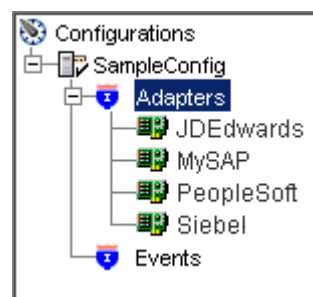 Configurations
SampleConfig
Adapters
JDEdwards
MySAP
PeopleSoft
Siebel
Events